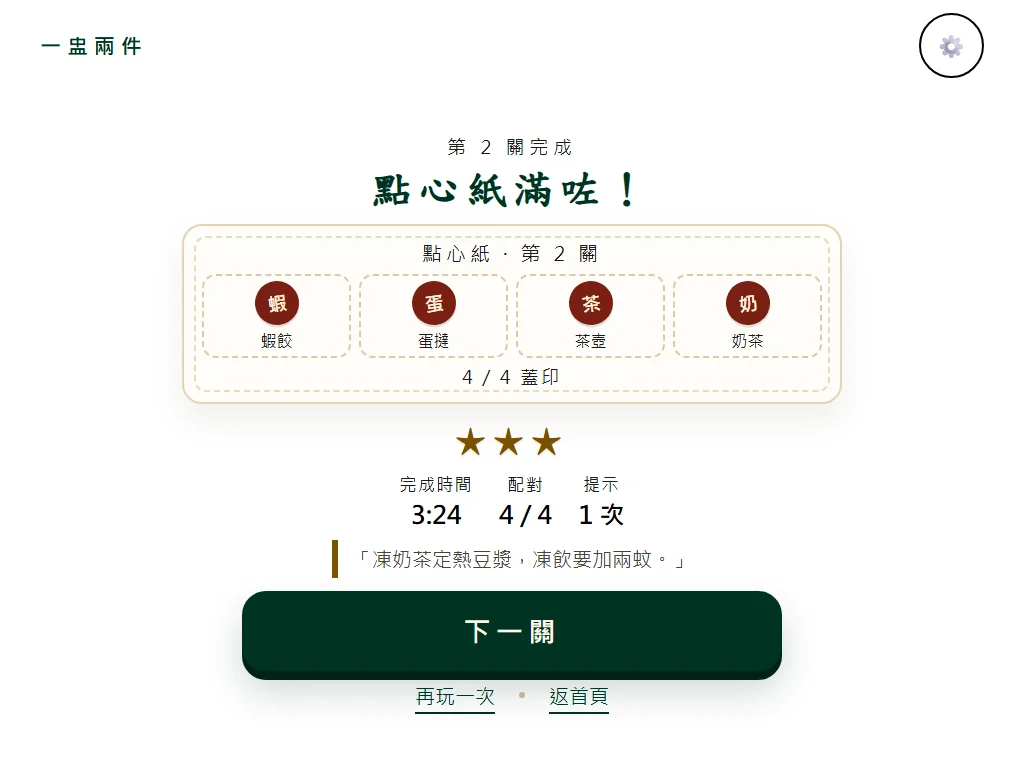 一盅兩件
第 2 關完成
點心紙滿咗！
點心紙 · 第 2 關
蝦 蛋 茶 奶
蝦餃 蛋撻 茶壺 奶茶
4 / 4 蓋印
完成時間 配對 提示
3:24 4 / 4 1 次
「凍奶茶定熱豆漿，凍飲要加兩蚊。」
下一關
再玩一次 • 返首頁